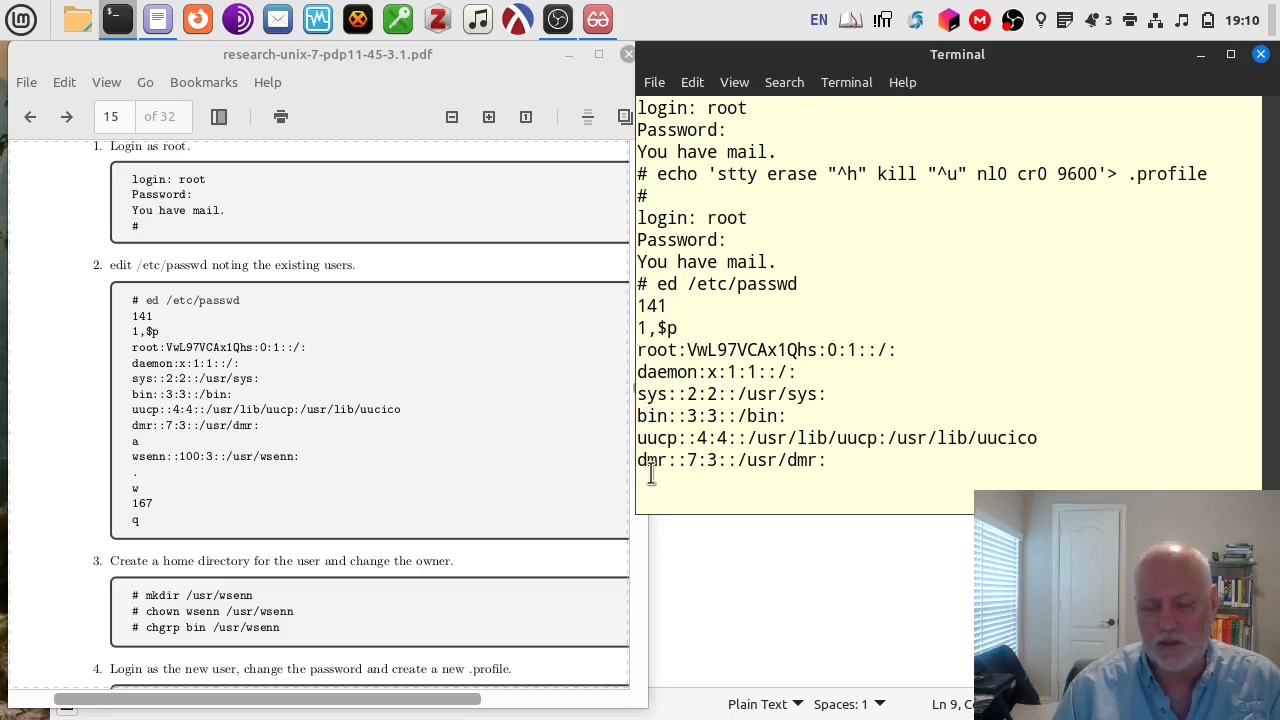 EN
3
19:10
research-unix-7-pdp11-45-3.1.pdf
File Edit View Go Bookmarks Help
15 of 32
1. Login as root.
login: root
Password:
You have mail.
#
2. edit /etc/passwd noting the existing users.
# ed /etc/passwd
141
1,$p
root:VwL97VCAx1Qhs:0:1::/:
daemon:x:1:1::/:
sys::2:2::/usr/sys:
bin::3:3::/bin:
uucp::4:4::/usr/lib/uucp:/usr/lib/uucico
dmr::7:3::/usr/dmr:
a
wsenn::100:3::/usr/wsenn:
.
w
167
q
3. Create a home directory for the user and change the owner.
# mkdir /usr/wsenn
# chown wsenn /usr/wsenn
# chgrp bin /usr/wsenn
4. Login as the new user, change the password and create a new .profile.
Terminal
File Edit View Search Terminal Help
login: root
Password:
You have mail.
# echo 'stty erase "^h" kill "^u" nl0 cr0 9600'> .profile
#
login: root
Password:
You have mail.
# ed /etc/passwd
141
1,$p
root:VwL97VCAx1Qhs:0:1::/:
daemon:x:1:1::/:
sys::2:2::/usr/sys:
bin::3:3::/bin:
uucp::4:4::/usr/lib/uucp:/usr/lib/uucico
dmr::7:3::/usr/dmr:
Plain Text Spaces: 1 Ln 9, C